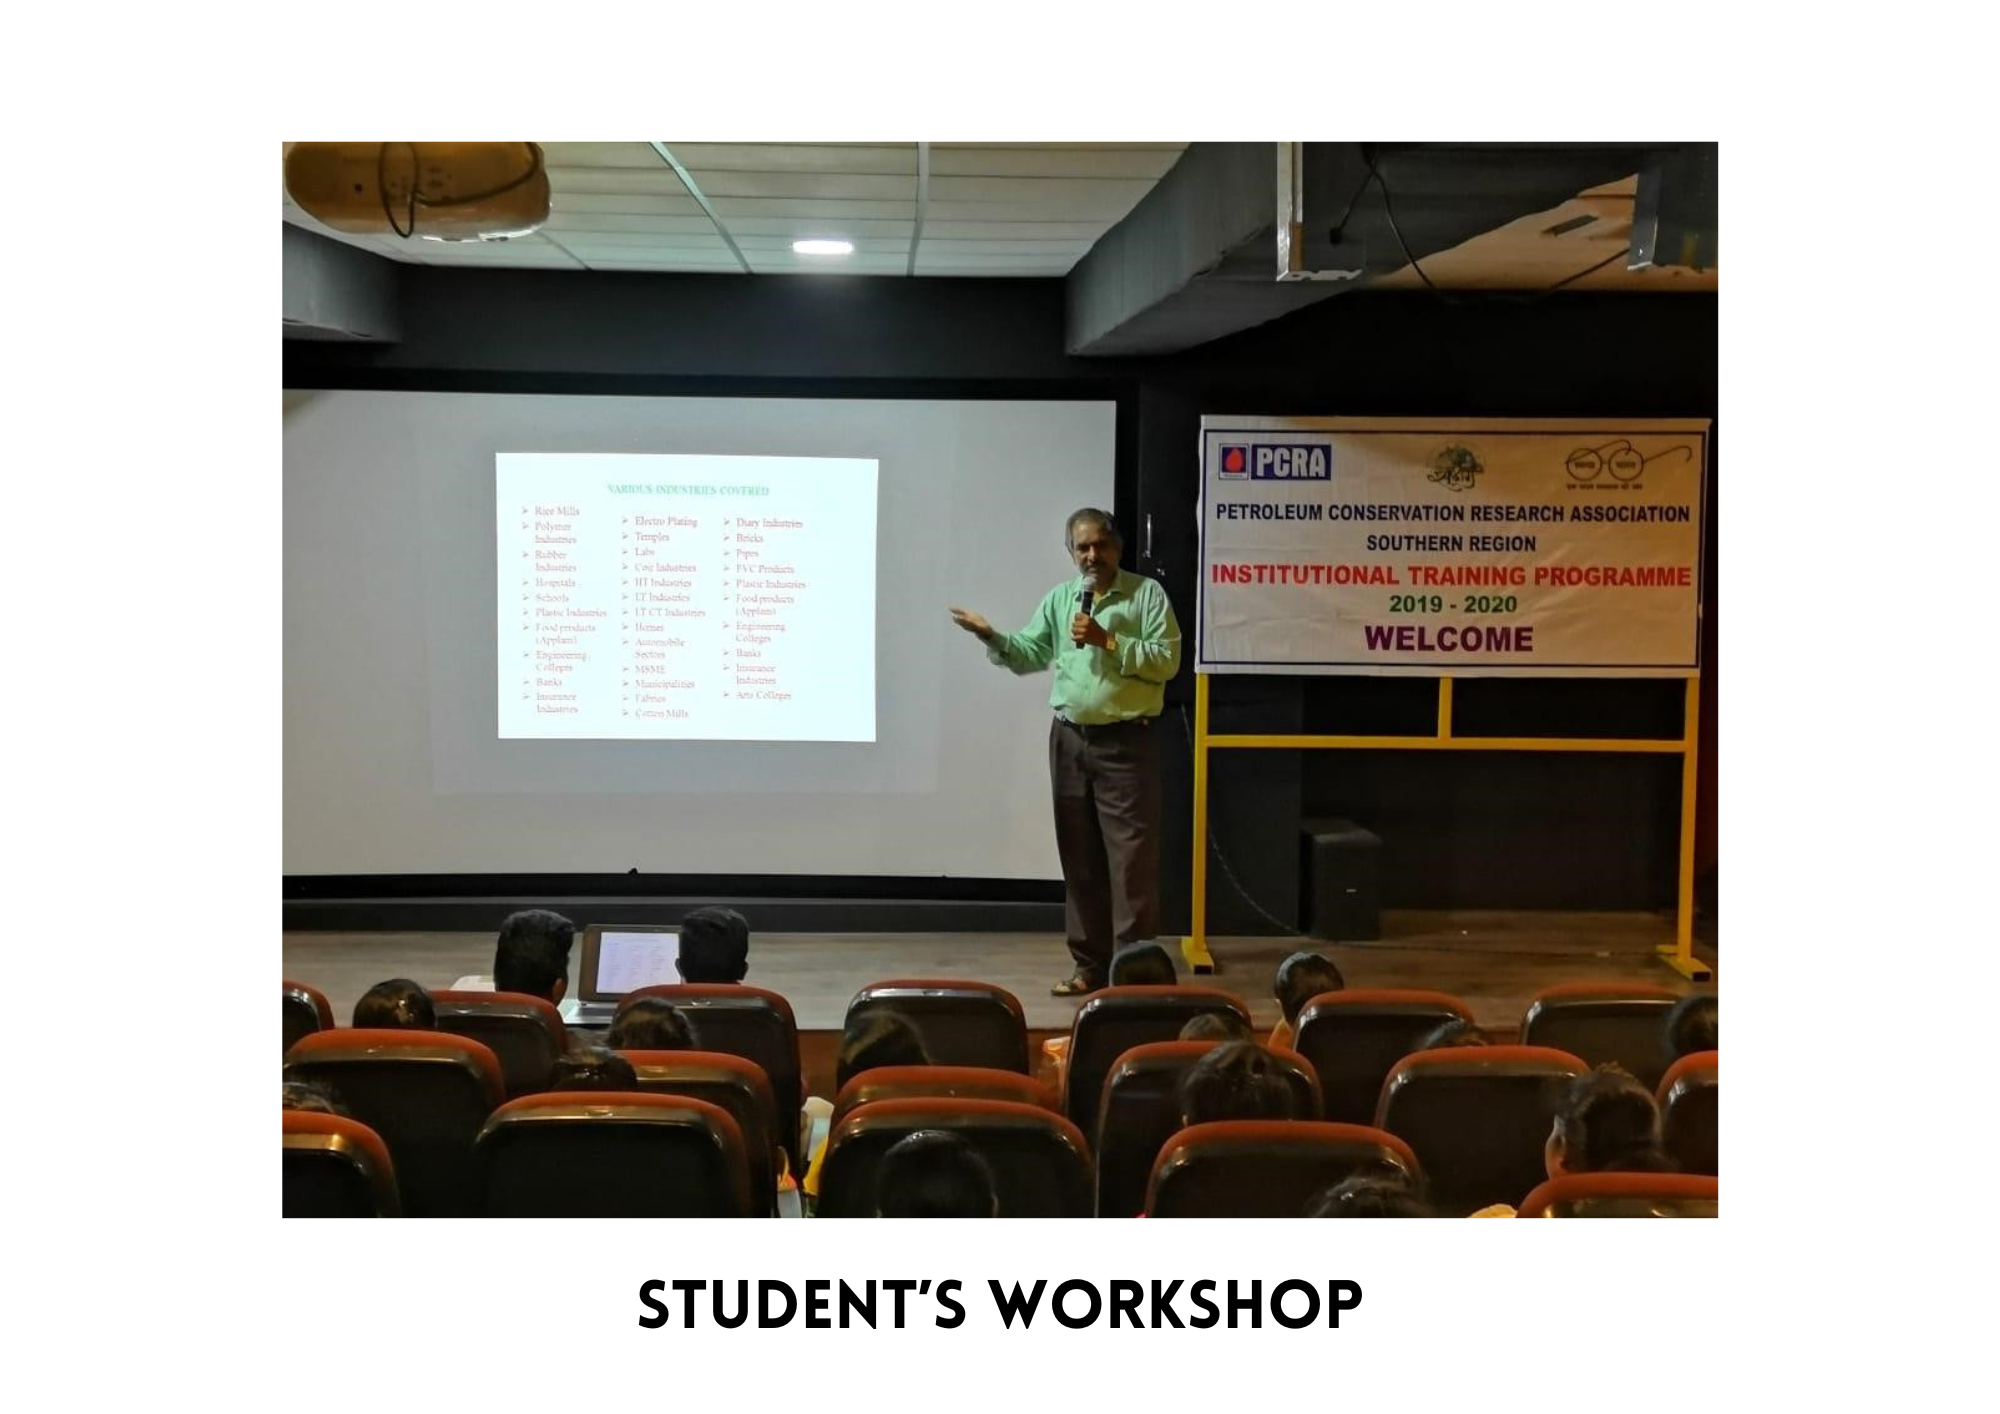 VARIOUS INDUSTRIES COVERED
Rice Mills
Polymer
Industries
Rubber
Industries
Hospitals
Schools
Plastic Industries
Food products
(Applam)
Engineering
Colleges
Banks
Insurance
Industries
Electro Plating
Temples
Labs
Coir Industries
HT Industries
LT Industries
LT CT Industries
Homes
Automobile
Sectors
MSME
Municipalities
Fabrics
Cotton Mills
Diary Industries
Bricks
Pipes
PVC Products
Plastic Industries
Food products
(Applam)
Engineering
Colleges
Banks
Insurance
Industries
Arts Colleges
PCRA
PETROLEUM CONSERVATION RESEARCH ASSOCIATION
SOUTHERN REGION
INSTITUTIONAL TRAINING PROGRAMME
2019 - 2020
WELCOME
STUDENT'S WORKSHOP